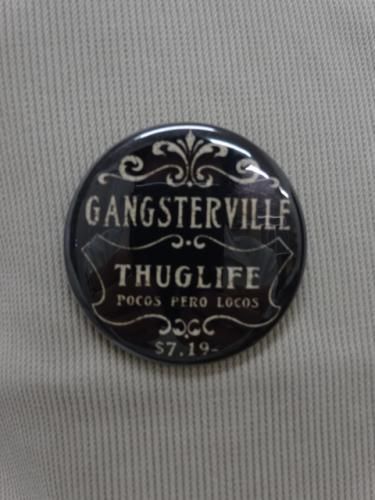 GANGSTERVILLE
THUGLIFE
POCOS PERO LOCOS
$7.19-